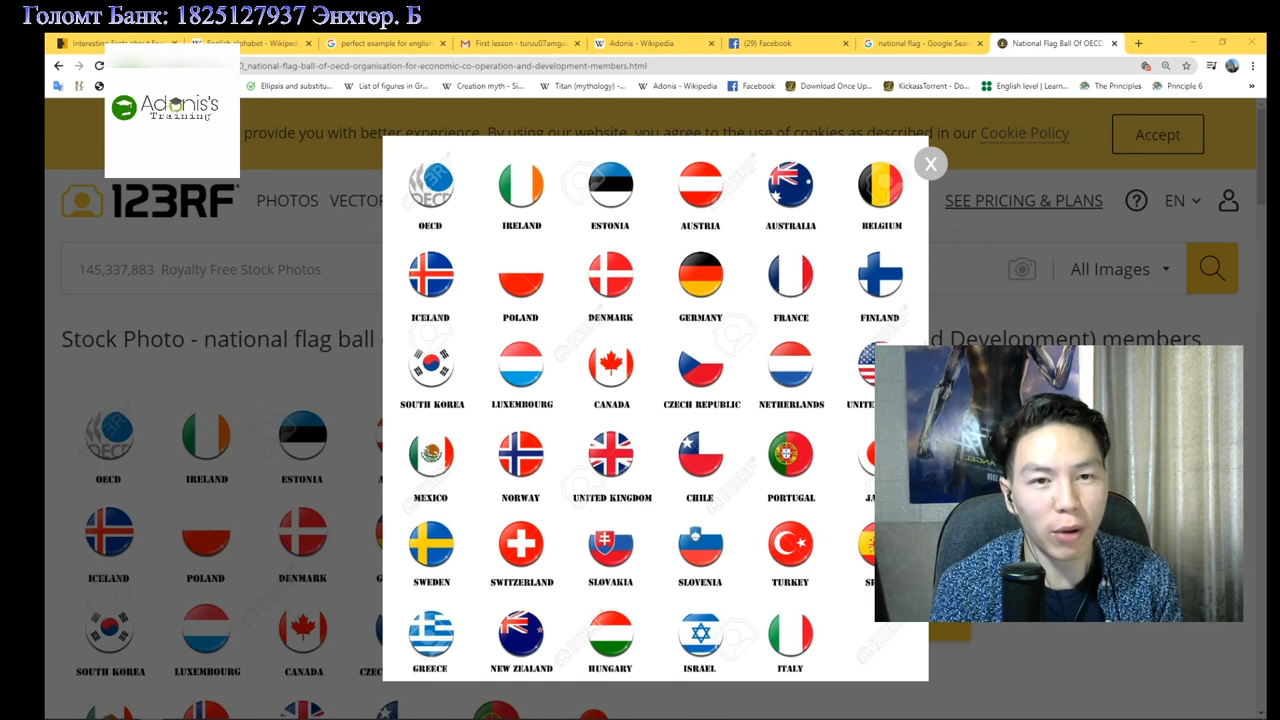 Голомт Банк: 1825127937 Энхтөр. Б
Interesting Facts about En
English alphabet - Wikiped
perfect example for english
First lesson - turuu07amga
Adonis - Wikipedia
(29) Facebook
national flag - Google Sear
National Flag Ball Of OECD
0_national-flag-ball-of-oecd-organisation-for-economic-co-operation-and-development-members.html
Ellipsis and substitu...
List of figures in Gr...
Creation myth - Si...
Titan (mythology) -...
Adonis - Wikipedia
Facebook
Download Once Up...
KickassTorrent - Do...
English level | Learn...
The Principles
Principle 6
Adonis's
Training
provide you with better experience. By using our website, you agree to the use of cookies as described in our Cookie Policy
Accept
123RF
PHOTOS
VECTOR
SEE PRICING & PLANS
EN
145,337,883 Royalty Free Stock Photos
All Images
Stock Photo - national flag ball
d Development) members
X
OECD
IRELAND
ESTONIA
AUSTRIA
AUSTRALIA
BELGIUM
ICELAND
POLAND
DENMARK
GERMANY
FRANCE
FINLAND
SOUTH KOREA
LUXEMBOURG
CANADA
CZECH REPUBLIC
NETHERLANDS
UNITE
MEXICO
NORWAY
UNITED KINGDOM
CHILE
PORTUGAL
JA
SWEDEN
SWITZERLAND
SLOVAKIA
SLOVENIA
TURKEY
SP
GREECE
NEW ZEALAND
HUNGARY
ISRAEL
ITALY
OECD
IRELAND
ESTONIA
ICELAND
POLAND
DENMARK
SOUTH KOREA
LUXEMBOURG
CANADA